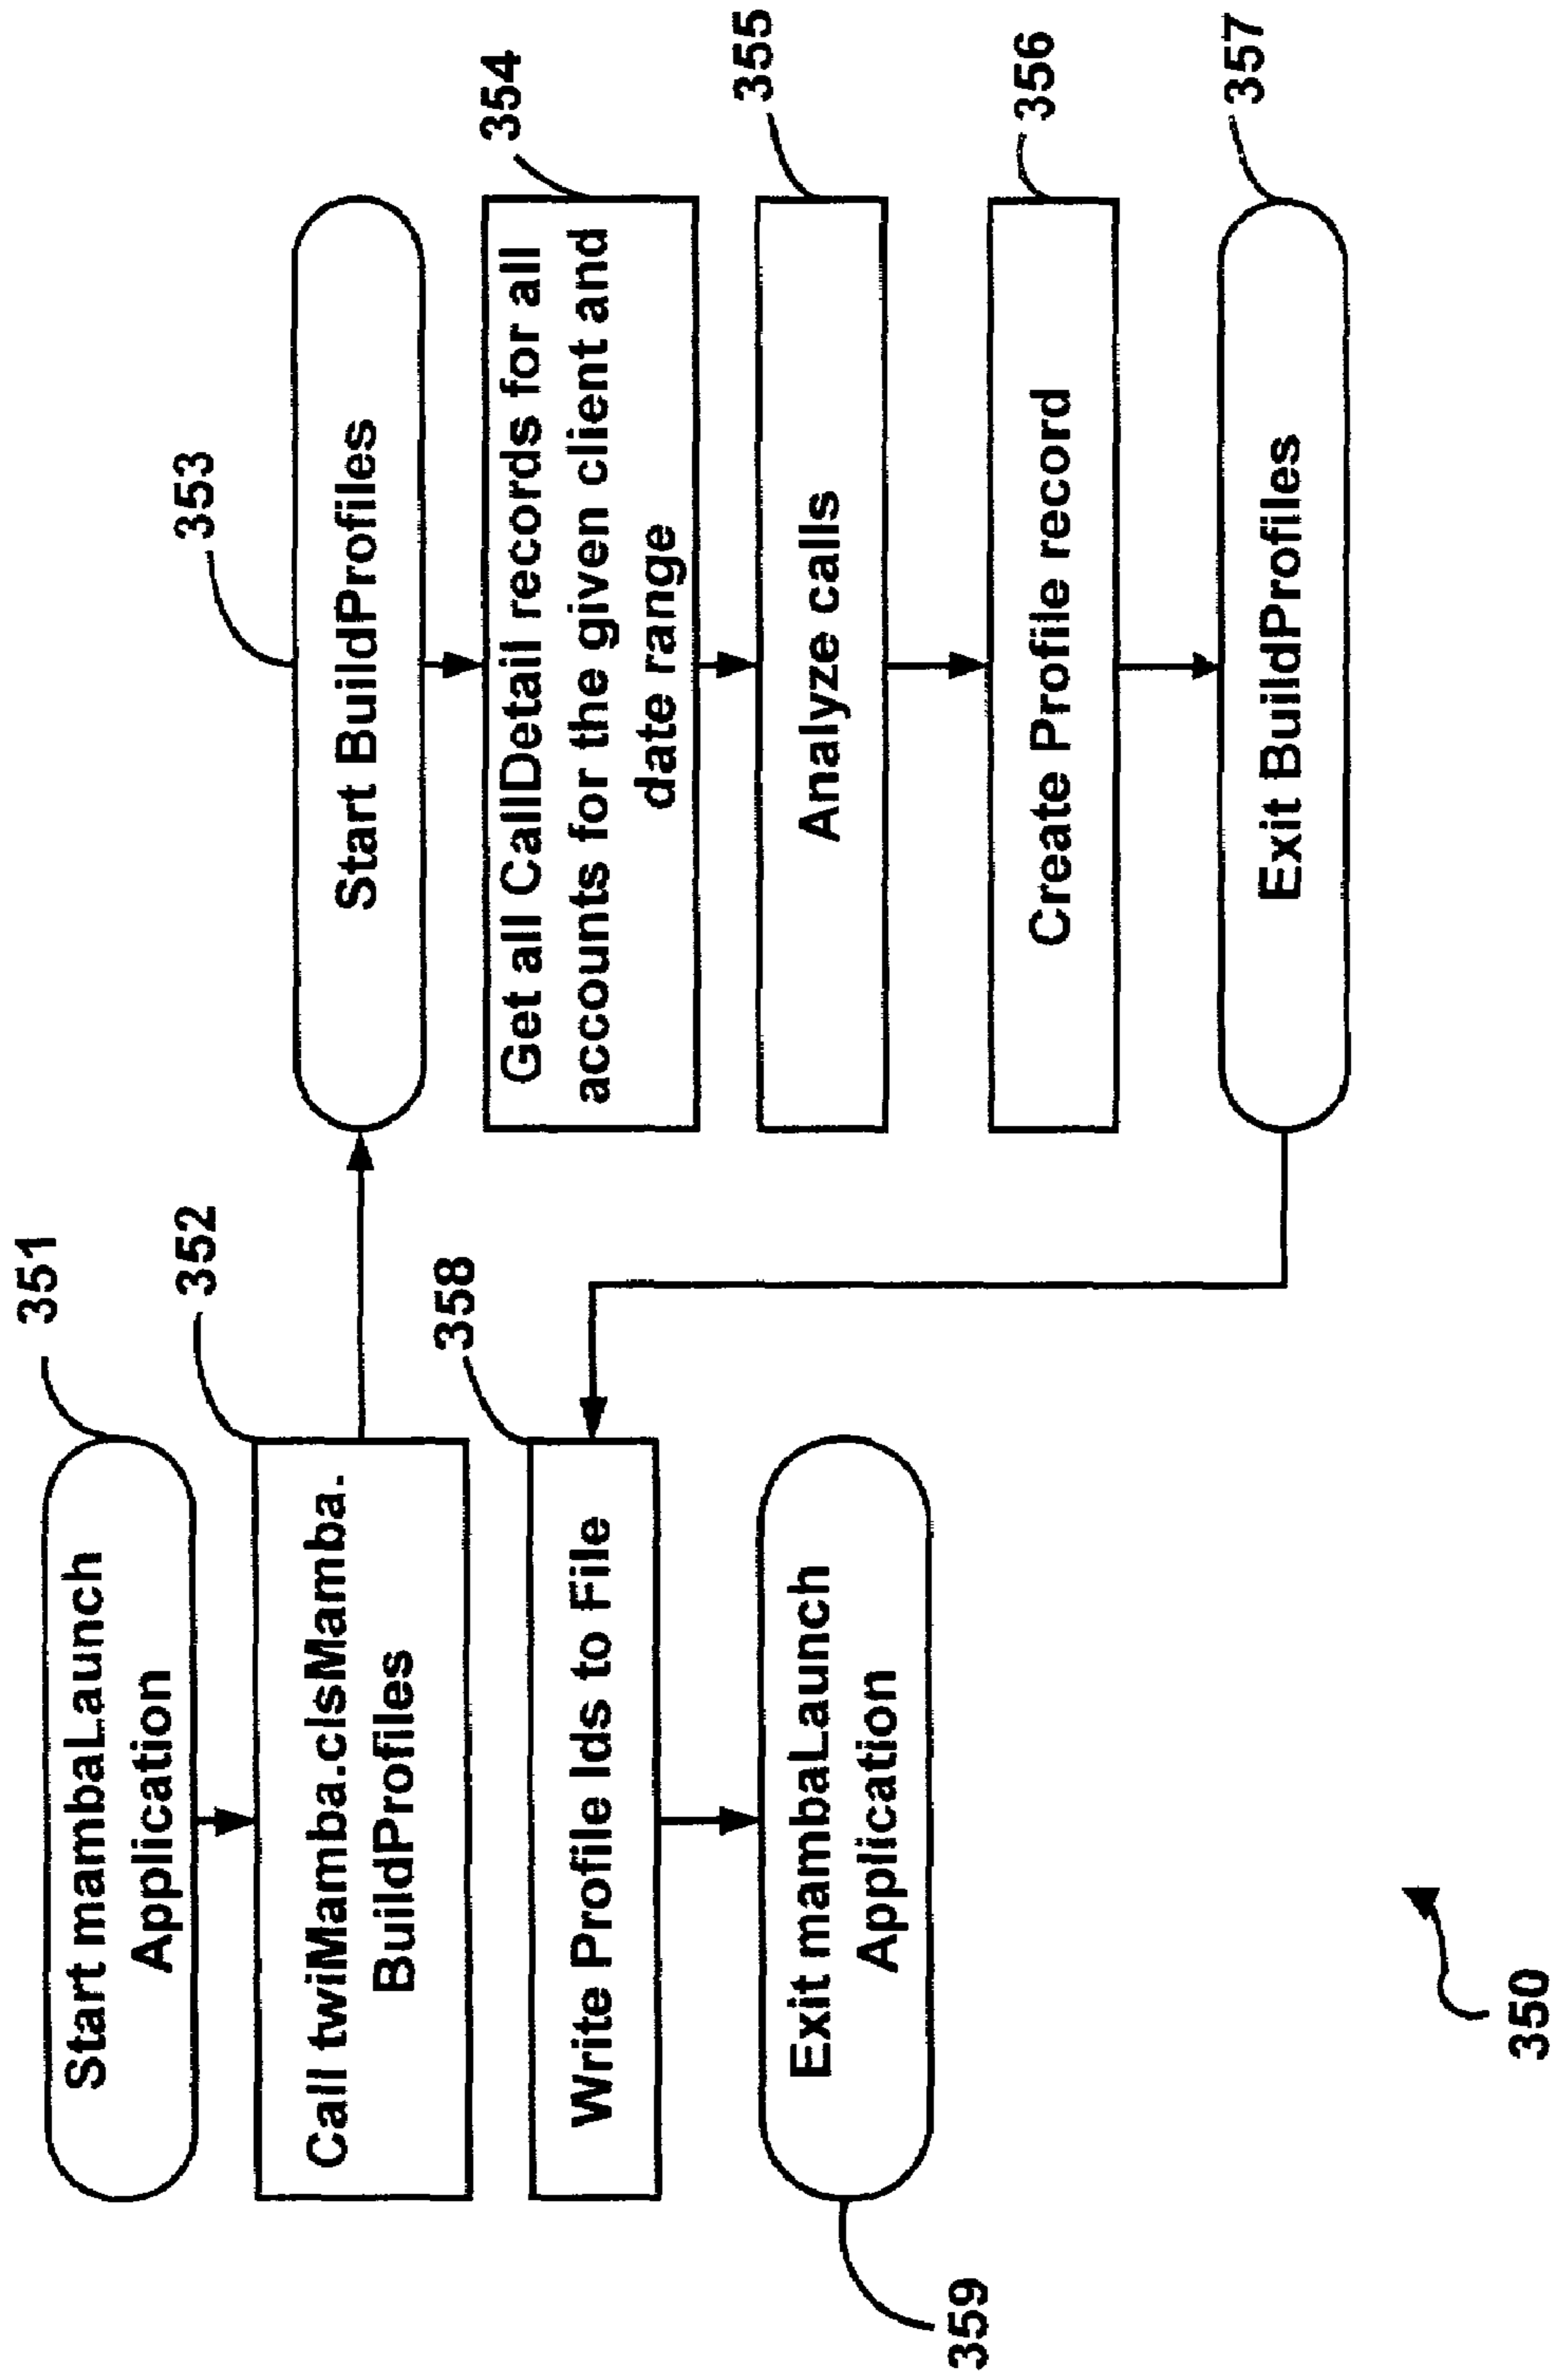 351
Start mambaLaunch
Application
352
Call twiMamba.clsMamba.
BuildProfiles
353
Start BuildProfiles
354
Get all CallDetail records for all
accounts for the given client and
date range
355
Analyze calls
356
Create Profile record
357
Exit BuildProfiles
358
Write Profile Ids to File
359
Exit mambaLaunch
Application
350